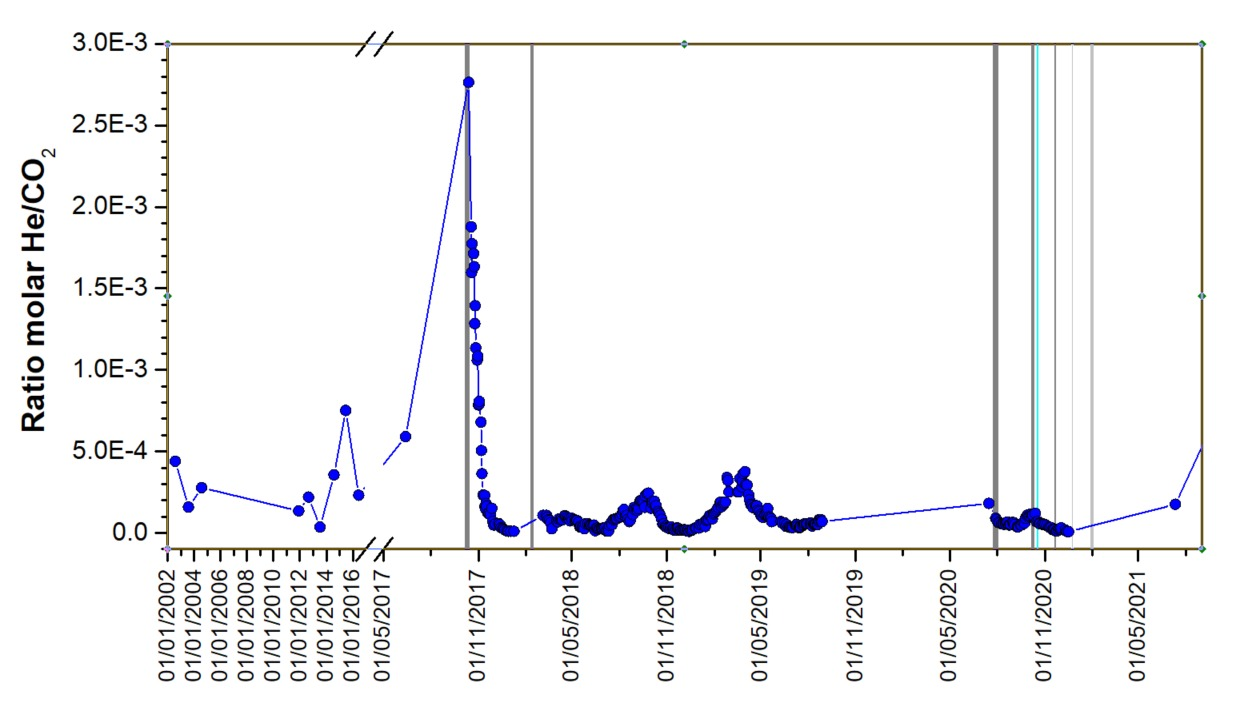 Ratio molar He/CO₂
3.0E-3
2.5E-3
2.0E-3
1.5E-3
1.0E-3
5.0E-4
0.0
01/01/2002
01/01/2004
01/01/2006
01/01/2008
01/01/2010
01/01/2012
01/01/2014
01/01/2016
01/05/2017
01/11/2017
01/05/2018
01/11/2018
01/05/2019
01/11/2019
01/05/2020
01/11/2020
01/05/2021